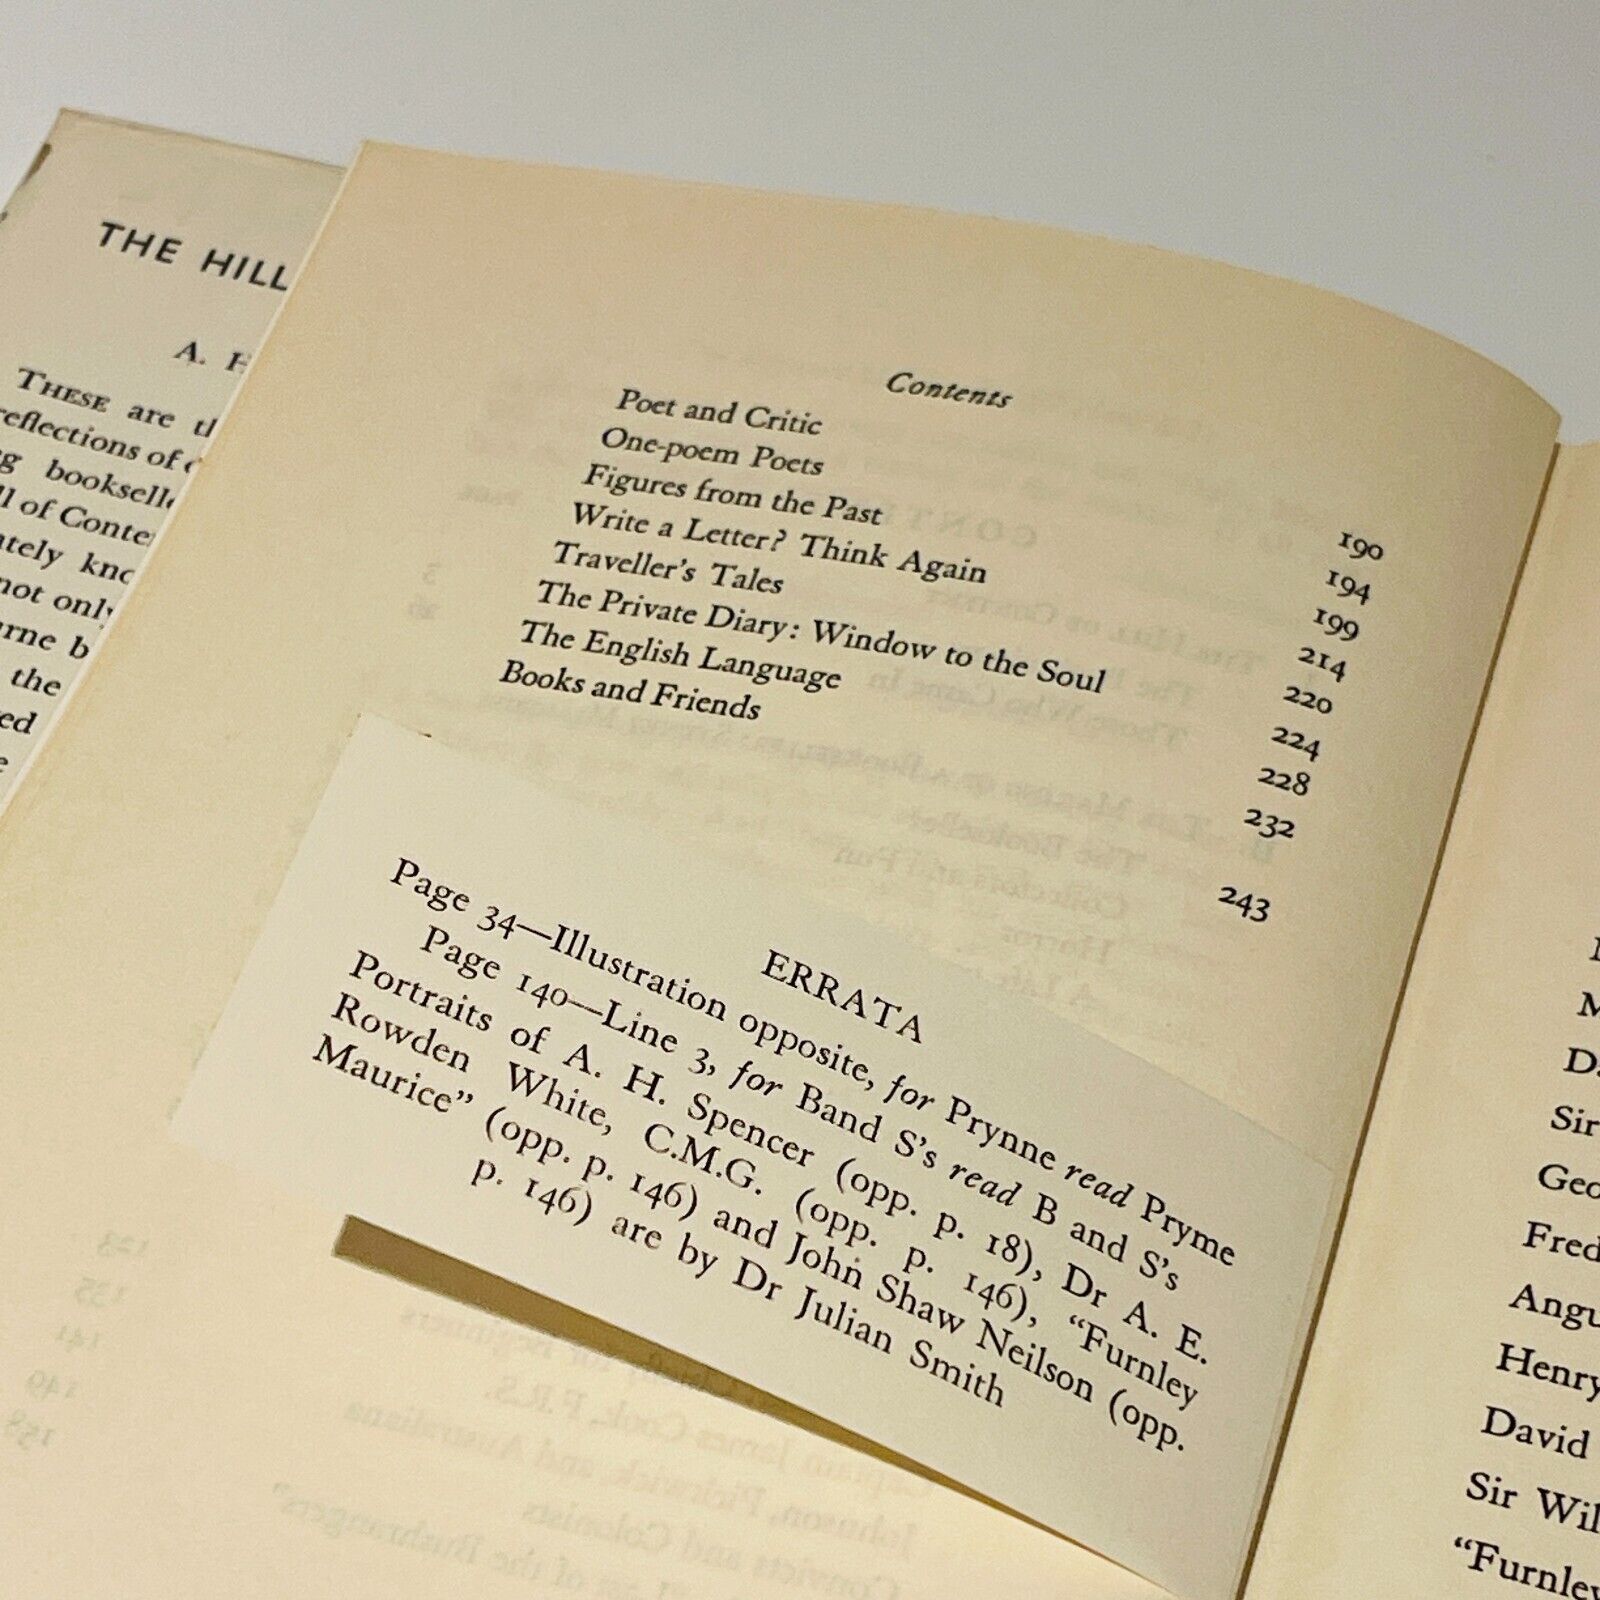 THE HILL
A. H
THESE are th
reflections of
g booksell
ll of Conte
ately kno
not only
rne b
the
ed
e
Contents
Poet and Critic 190
One-poem Poets 194
Figures from the Past 199
Write a Letter? Think Again 214
Traveller's Tales 220
The Private Diary: Window to the Soul 224
The English Language 228
Books and Friends 232
243
ERRATA
Page 34—Illustration opposite, for Prynne read Pryme
Page 140—Line 3, for Band S's read B and S's
Portraits of A. H. Spencer (opp. p. 18), Dr A. E.
Rowden White, C.M.G. (opp. p. 146), "Furnley
Maurice" (opp. p. 146) and John Shaw Neilson (opp.
p. 146) are by Dr Julian Smith
M
Da
Sir
Geo
Fred
Angu
Henry
David
Sir Wil
"Furnley